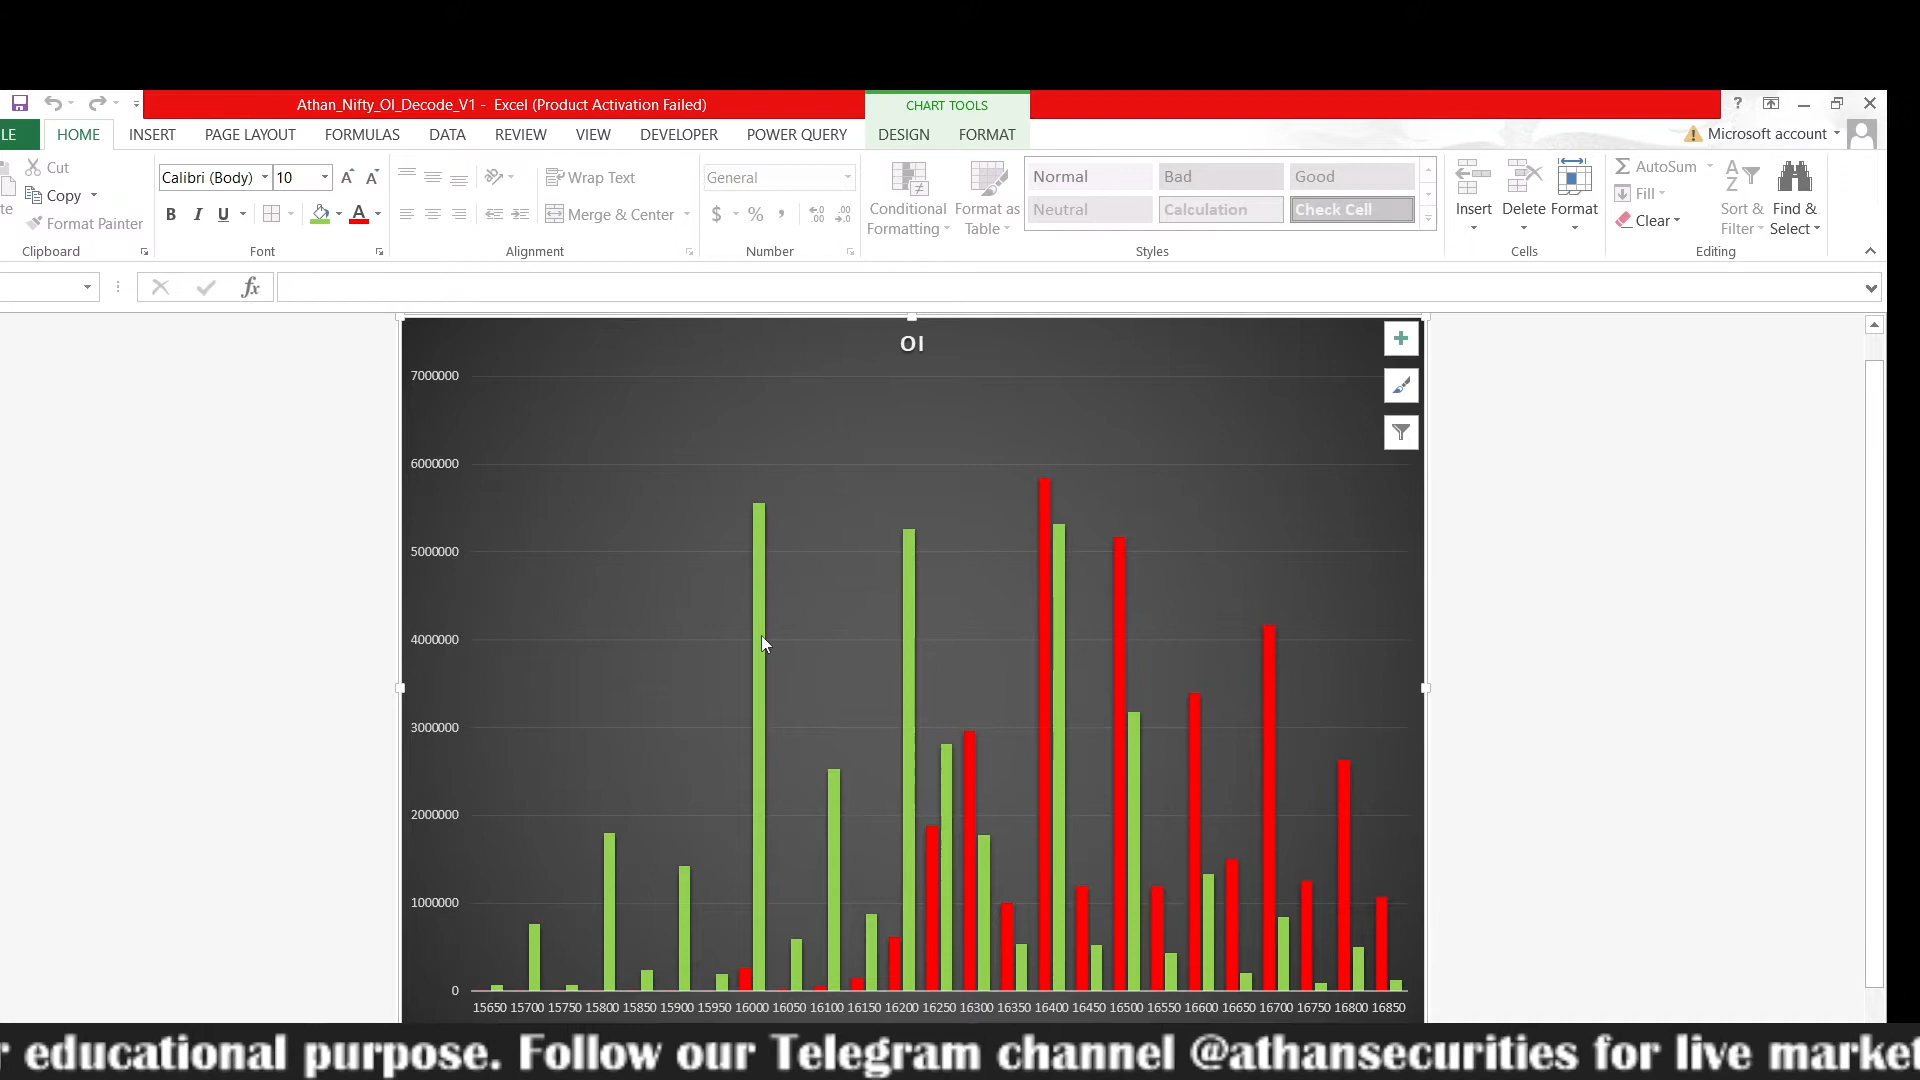 Athan_Nifty_OI_Decode_V1 - Excel (Product Activation Failed)
CHART TOOLS
?
LE
HOME
INSERT
PAGE LAYOUT
FORMULAS
DATA
REVIEW
VIEW
DEVELOPER
POWER QUERY
DESIGN
FORMAT
Microsoft account
Cut
Copy
Format Painter
Clipboard
Calibri (Body)
10
B I U
Font
Wrap Text
Merge & Center
Alignment
General
$ % ,
Number
Conditional
Formatting
Format as
Table
Normal
Bad
Good
Neutral
Calculation
Check Cell
Styles
Insert
Delete
Format
Cells
AutoSum
Fill
Clear
Sort &
Filter
Find &
Select
Editing
fx
OI
7000000
6000000
5000000
4000000
3000000
2000000
1000000
0
15650 15700 15750 15800 15850 15900 15950 16000 16050 16100 16150 16200 16250 16300 16350 16400 16450 16500 16550 16600 16650 16700 16750 16800 16850
r educational purpose. Follow our Telegram channel @athansecurities for live market